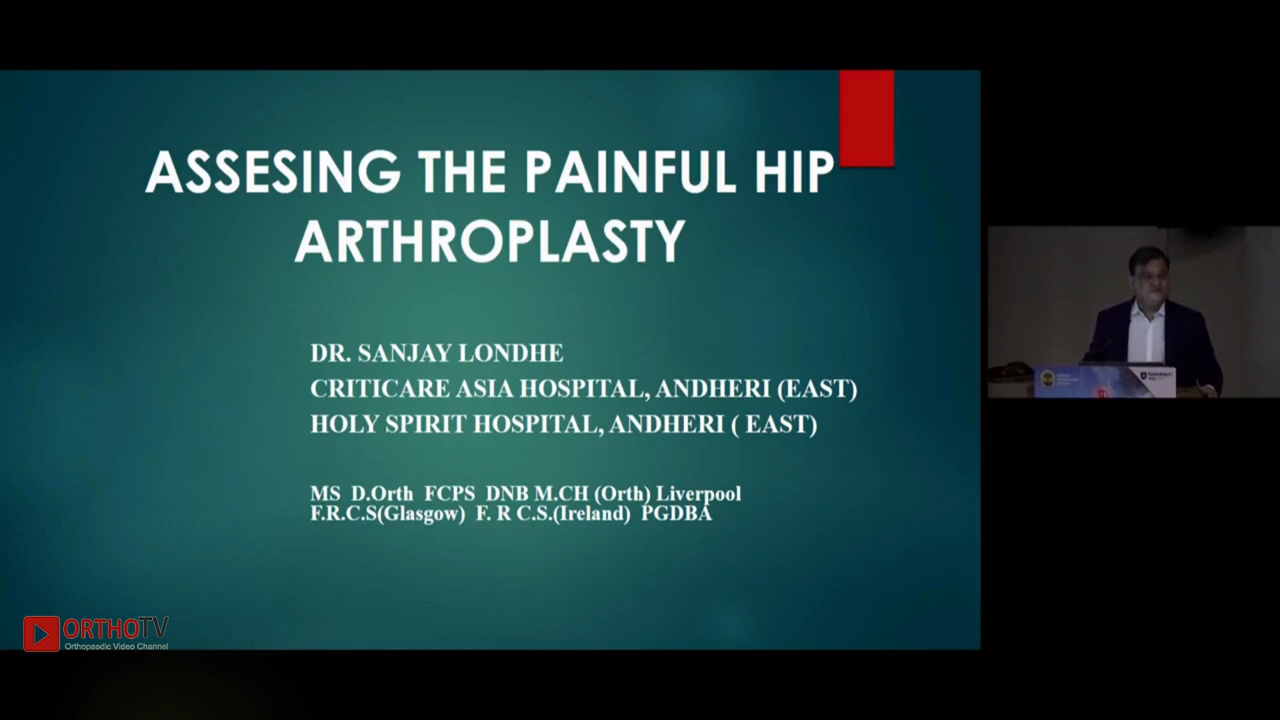 ASSESING THE PAINFUL HIP
ARTHROPLASTY
DR. SANJAY LONDHE
CRITICARE ASIA HOSPITAL, ANDHERI (EAST)
HOLY SPIRIT HOSPITAL, ANDHERI ( EAST)
MS D.Orth FCPS DNB M.CH (Orth) Liverpool
F.R.C.S(Glasgow) F. R C.S.(Ireland) PGDBA
ORTHOTV
Orthopaedic Video Channel